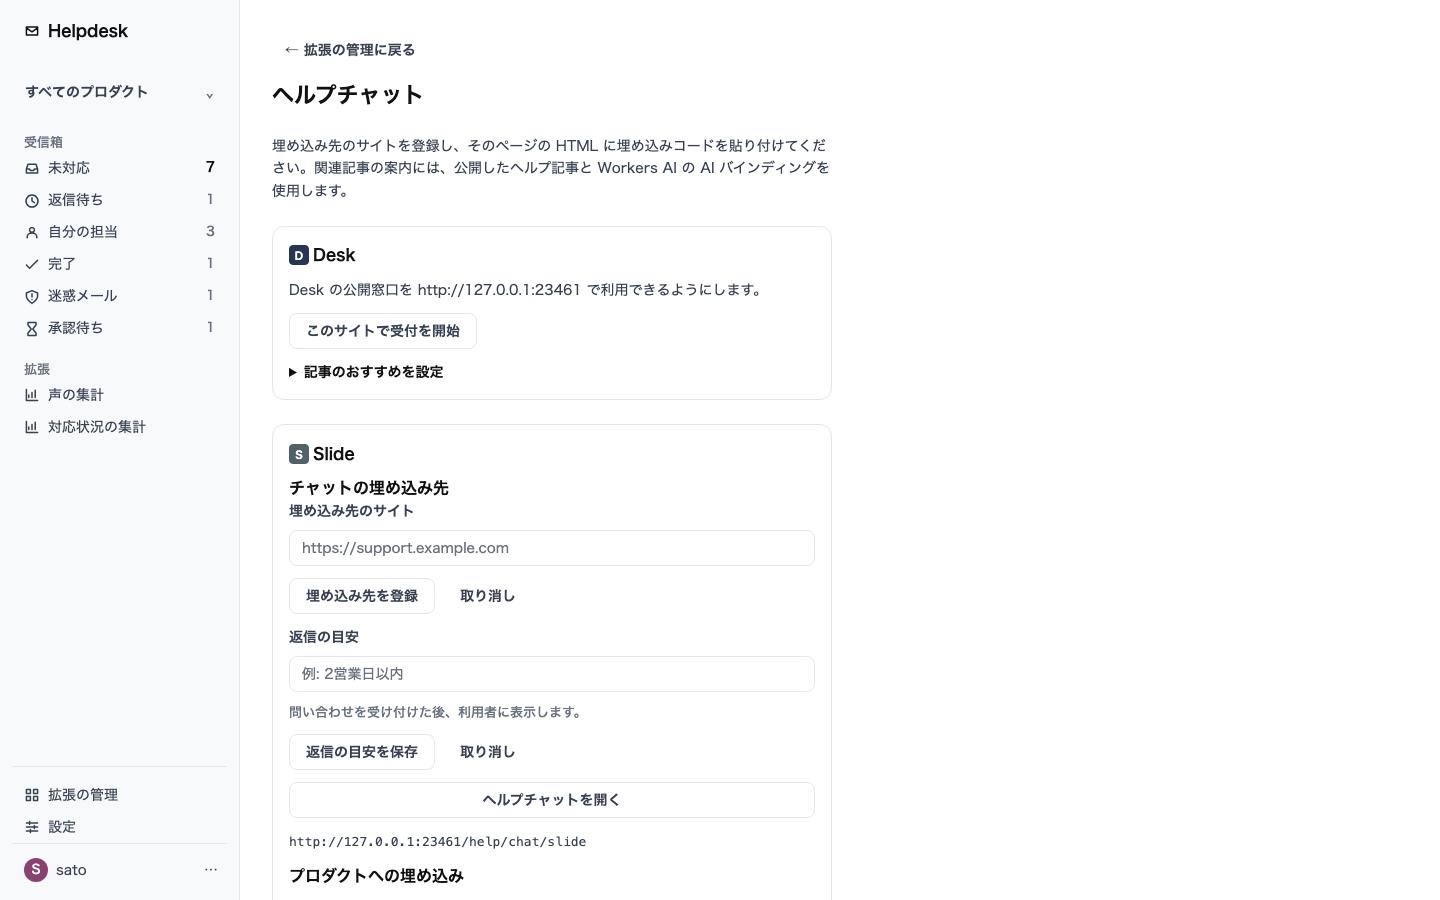 Helpdesk
すべてのプロダクト
受信箱
未対応 7
返信待ち 1
自分の担当 3
完了 1
迷惑メール 1
承認待ち 1
拡張
声の集計
対応状況の集計
拡張の管理
設定
S sato ...
← 拡張の管理に戻る
ヘルプチャット
埋め込み先のサイトを登録し、そのページの HTML に埋め込みコードを貼り付けてくだ
さい。関連記事の案内には、公開したヘルプ記事と Workers AI の AI バインディングを
使用します。
D Desk
Desk の公開窓口を http://127.0.0.1:23461 で利用できるようにします。
このサイトで受付を開始
▶ 記事のおすすめを設定
S Slide
チャットの埋め込み先
埋め込み先のサイト
https://support.example.com
埋め込み先を登録 取り消し
返信の目安
例: 2営業日以内
問い合わせを受け付けた後、利用者に表示します。
返信の目安を保存 取り消し
ヘルプチャットを開く
http://127.0.0.1:23461/help/chat/slide
プロダクトへの埋め込み